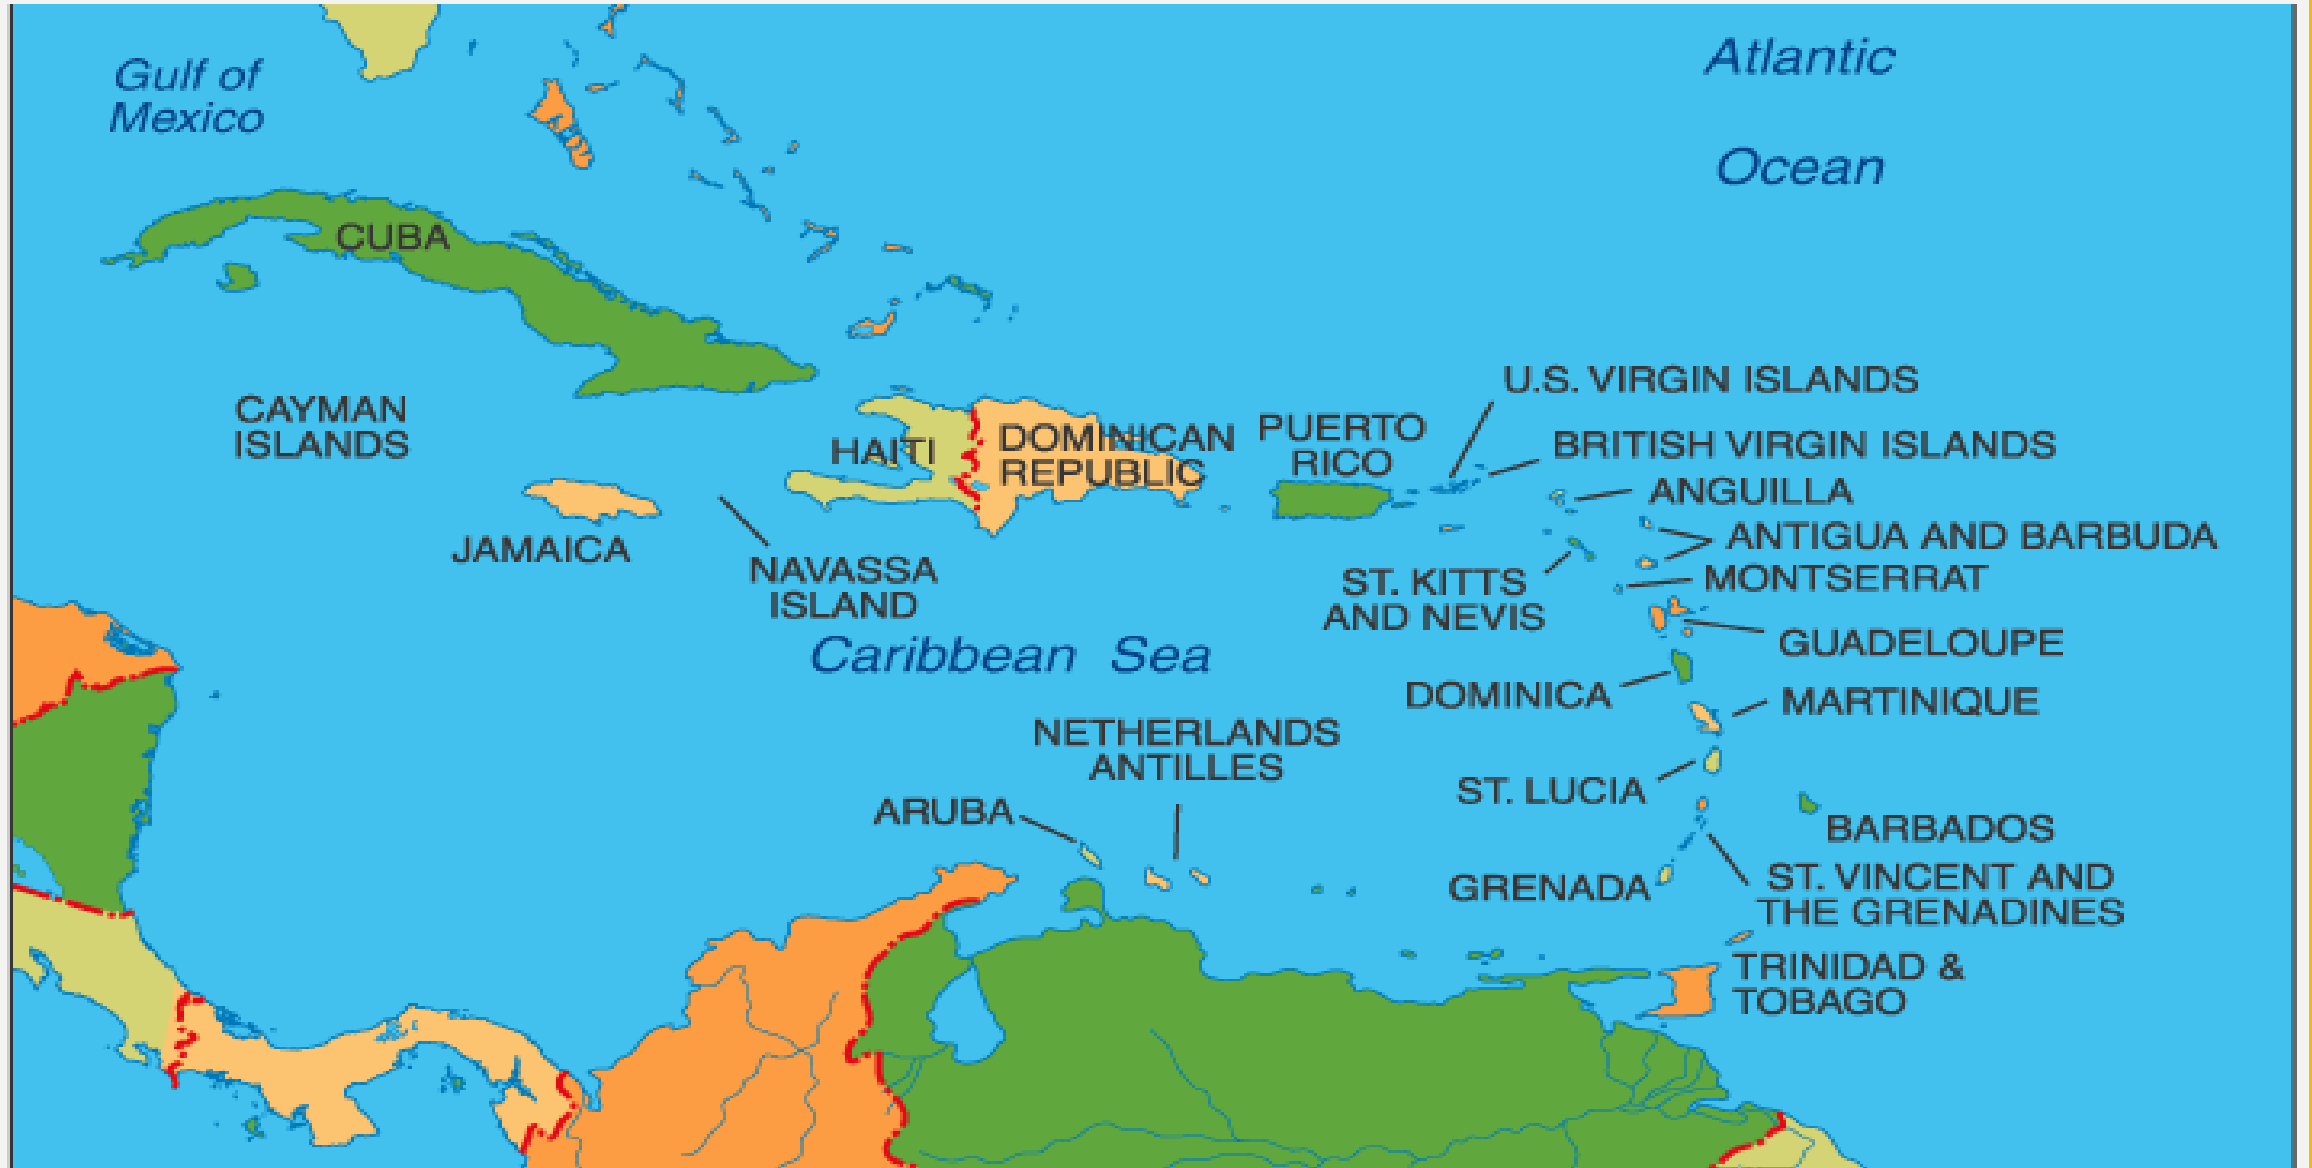 Gulf of
Mexico
Atlantic
Ocean
CUBA
CAYMAN
ISLANDS
JAMAICA
NAVASSA
ISLAND
HAITI
DOMINICAN
REPUBLIC
PUERTO
RICO
U.S. VIRGIN ISLANDS
BRITISH VIRGIN ISLANDS
ANGUILLA
ANTIGUA AND BARBUDA
ST. KITTS
AND NEVIS
MONTSERRAT
GUADELOUPE
Caribbean Sea
DOMINICA
MARTINIQUE
NETHERLANDS
ANTILLES
ARUBA
ST. LUCIA
BARBADOS
GRENADA
ST. VINCENT AND
THE GRENADINES
TRINIDAD &
TOBAGO